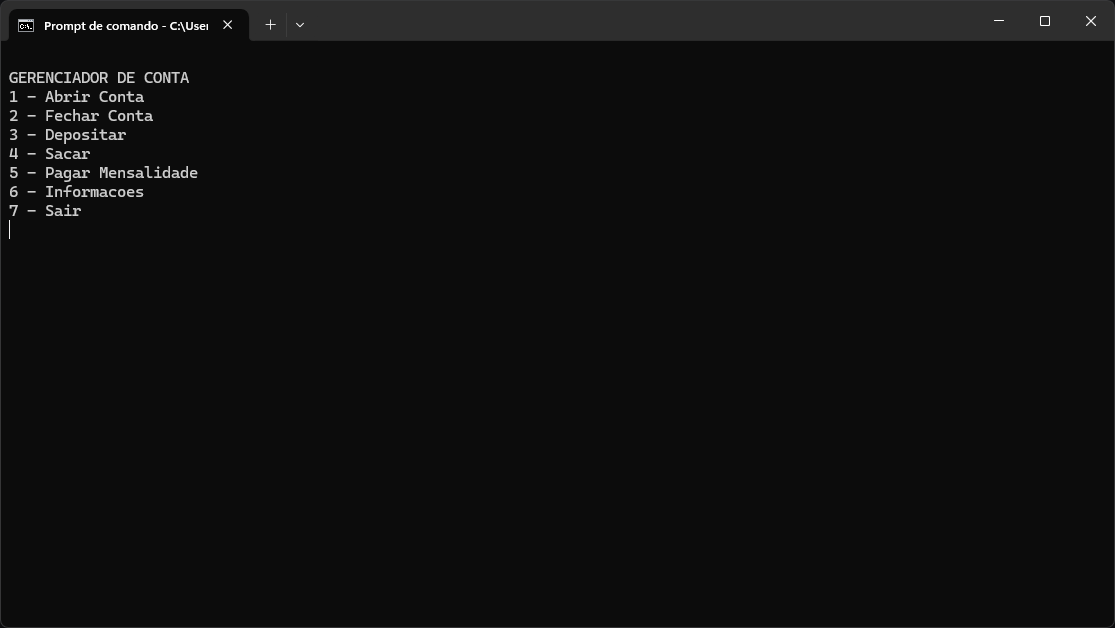 Prompt de comando - C:\User
GERENCIADOR DE CONTA
1 - Abrir Conta
2 - Fechar Conta
3 - Depositar
4 - Sacar
5 - Pagar Mensalidade
6 - Informacoes
7 - Sair